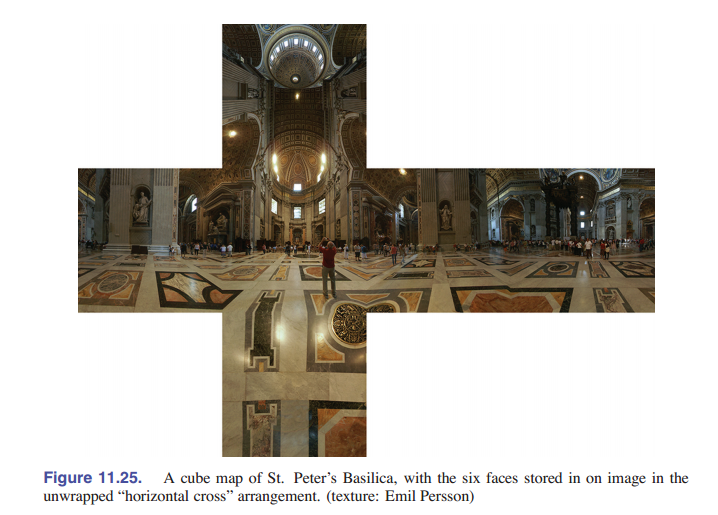 Figure 11.25. A cube map of St. Peter's Basilica, with the six faces stored in on image in the
unwrapped “horizontal cross” arrangement. (texture: Emil Persson)